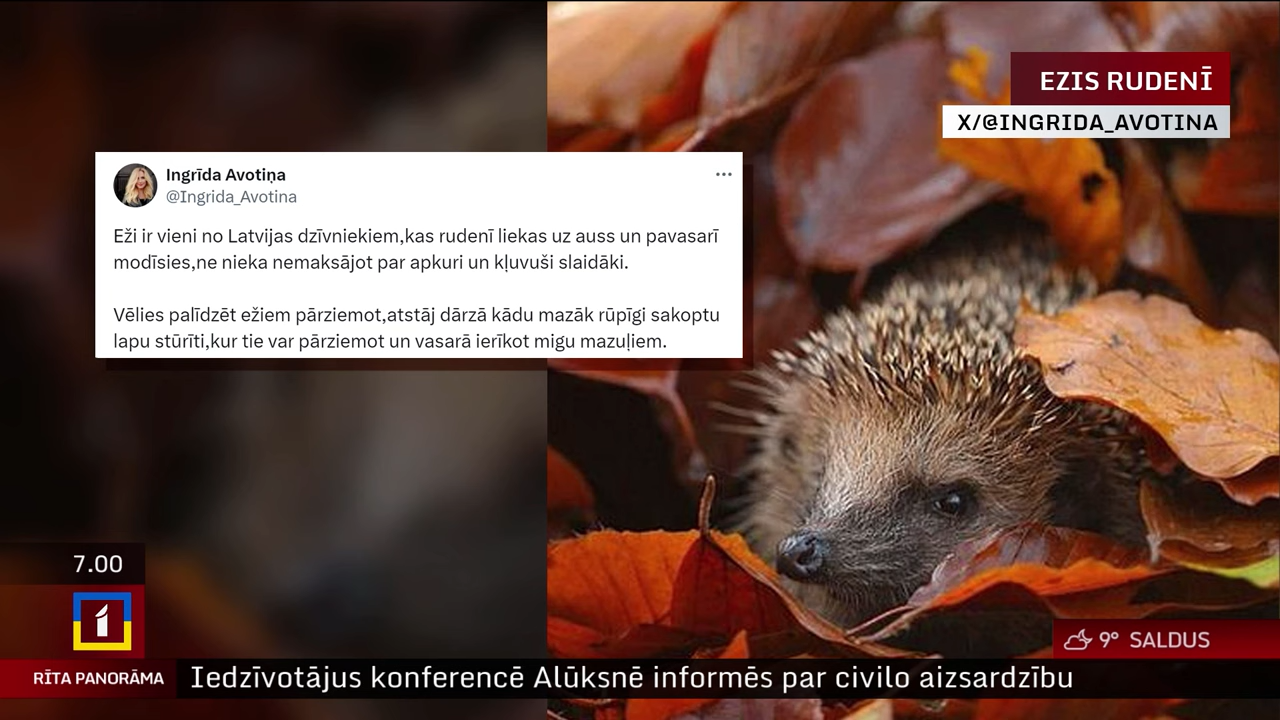 EZIS RUDENĪ
X/@INGRIDA_AVOTINA
Ingrīda Avotiņa
@Ingrida_Avotina
Eži ir vieni no Latvijas dzīvniekiem,kas rudenī liekas uz auss un pavasarī
modīsies,ne nieka nemaksājot par apkuri un kļuvuši slaidāki.
Vēlies palīdzēt ežiem pārziemot,atstāj dārzā kādu mazāk rūpīgi sakoptu
lapu stūrīti,kur tie var pārziemot un vasarā ierīkot migu mazuļiem.
7.00
1
9° SALDUS
RĪTA PANORĀMA
Iedzīvotājus konferencē Alūksnē informēs par civilo aizsardzību